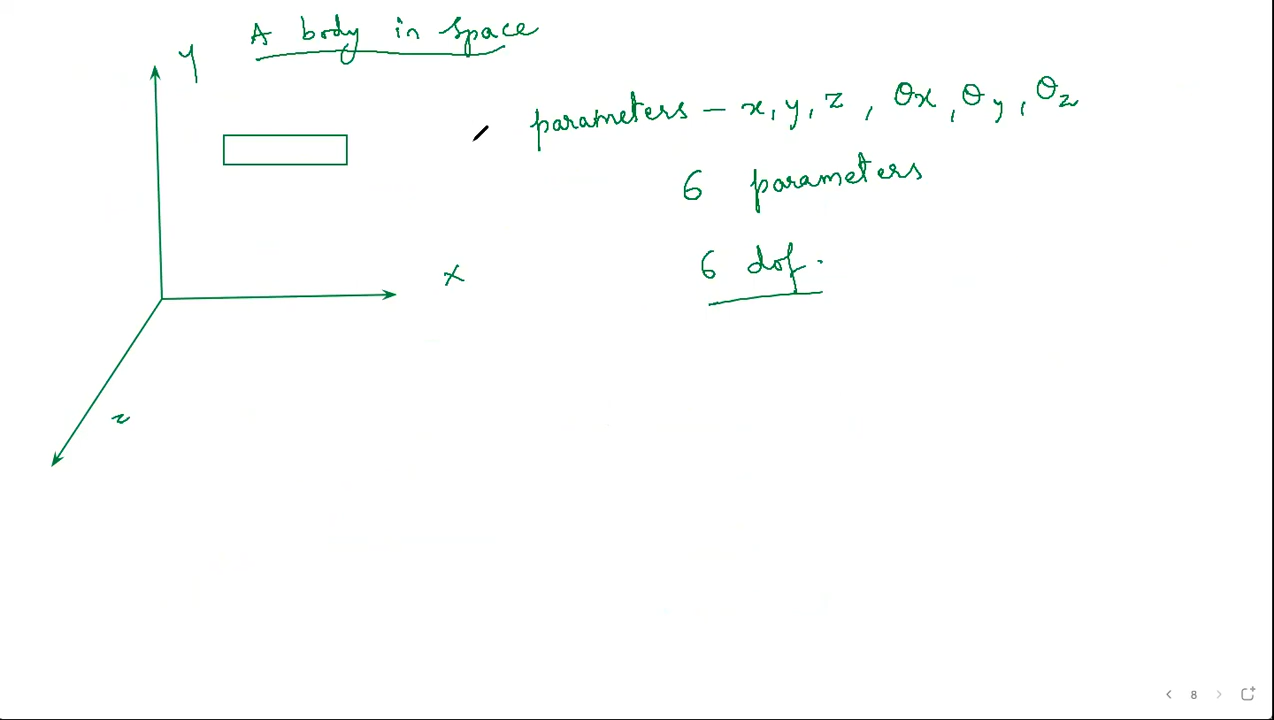 A body in space
y
parameters – x, y, z, θx, θy, θz
6 parameters
6 dof.
x
z
8